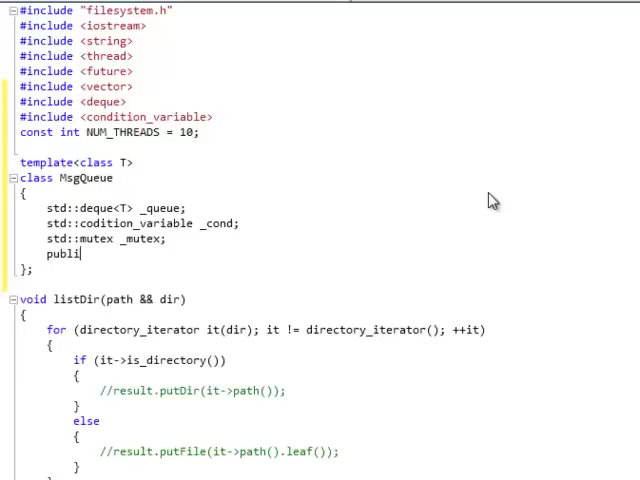 #include "filesystem.h"
#include <iostream>
#include <string>
#include <thread>
#include <future>
#include <vector>
#include <deque>
#include <condition_variable>
const int NUM_THREADS = 10;
template<class T>
class MsgQueue
{
std::deque<T> _queue;
std::codition_variable _cond;
std::mutex _mutex;
publi
};
void listDir(path && dir)
{
for (directory_iterator it(dir); it != directory_iterator(); ++it)
{
if (it->is_directory())
{
//result.putDir(it->path());
}
else
{
//result.putFile(it->path().leaf());
}